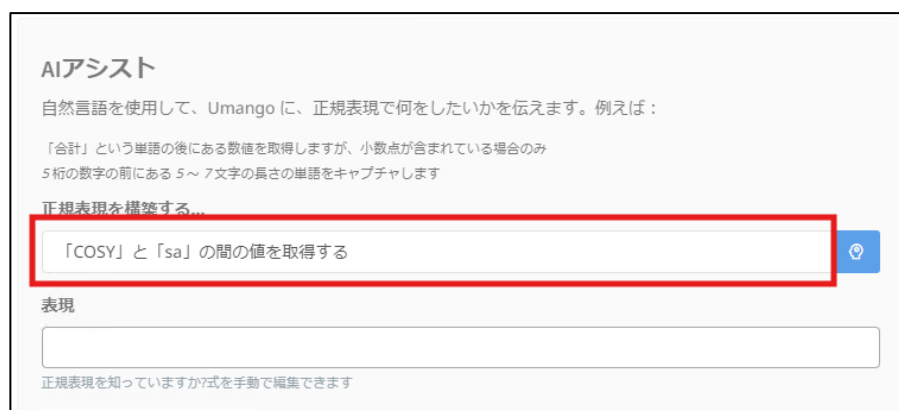 AIアシスト
自然言語を使用して、Umango に、正規表現で何をしたいかを伝えます。例えば：
「合計」という単語の後にある数値を取得しますが、小数点が含まれている場合のみ
5 桁の数字の前にある 5～ 7 文字の長さの単語をキャプチャします
正規表現を構築する...
「COSY」と「sa」の間の値を取得する
表現
正規表現を知っていますか?式を手動で編集できます